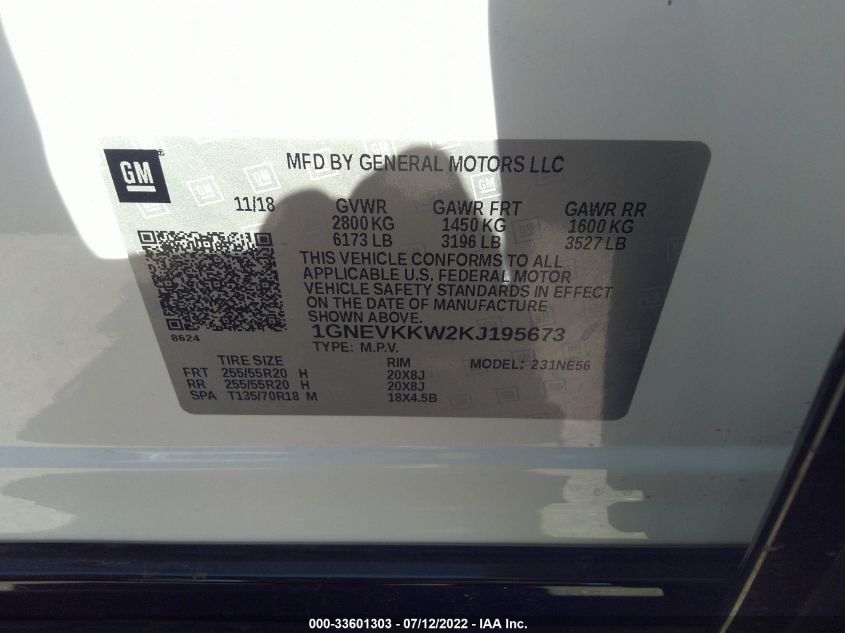 GM
MFD BY GENERAL MOTORS LLC
11/18 GVWR GAWR FRT GAWR RR
2800 KG 1450 KG 1600 KG
6173 LB 3196 LB 3527 LB
THIS VEHICLE CONFORMS TO ALL
APPLICABLE U.S. FEDERAL MOTOR
VEHICLE SAFETY STANDARDS IN EFFECT
ON THE DATE OF MANUFACTURE
SHOWN ABOVE.
8624
1GNEVKKW2KJ195673
TYPE: M.P.V. MODEL: 231NE56
TIRE SIZE RIM
FRT 255/55R20 H 20X8J
RR 255/55R20 H 20X8J
SPA T135/70R18 M 18X4.5B
000-33601303 - 07/12/2022 - IAA Inc.